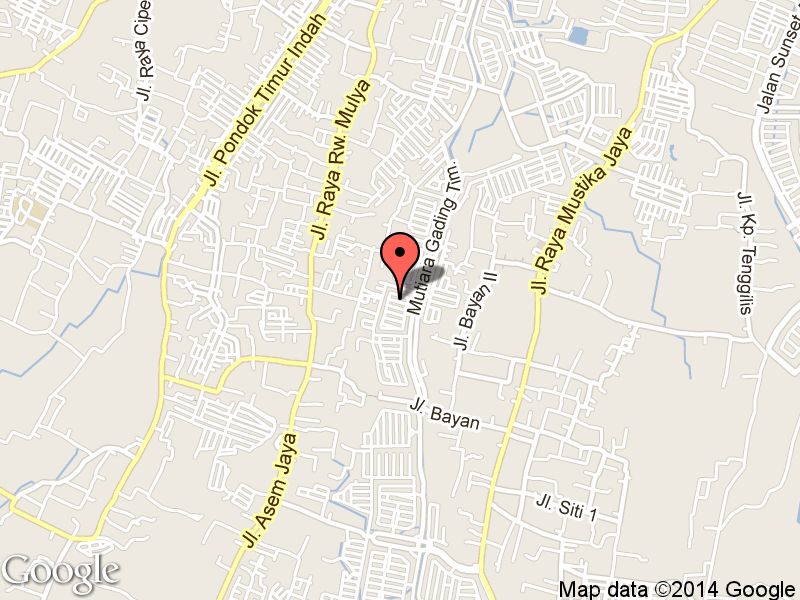 Jl. Raya Cipe
Jl. Pondok Timur Indah
Jl. Raya Rw. Mulya
Mutiara Gading Tim.
Jl. Raya Mustika Jaya
Jalan Sunset
Jl. Kp. Tenggilis
Jl. Bayan II
Jl. Bayan
Jl. Asem Jaya
Jl. Siti 1
Google
Map data ©2014 Google